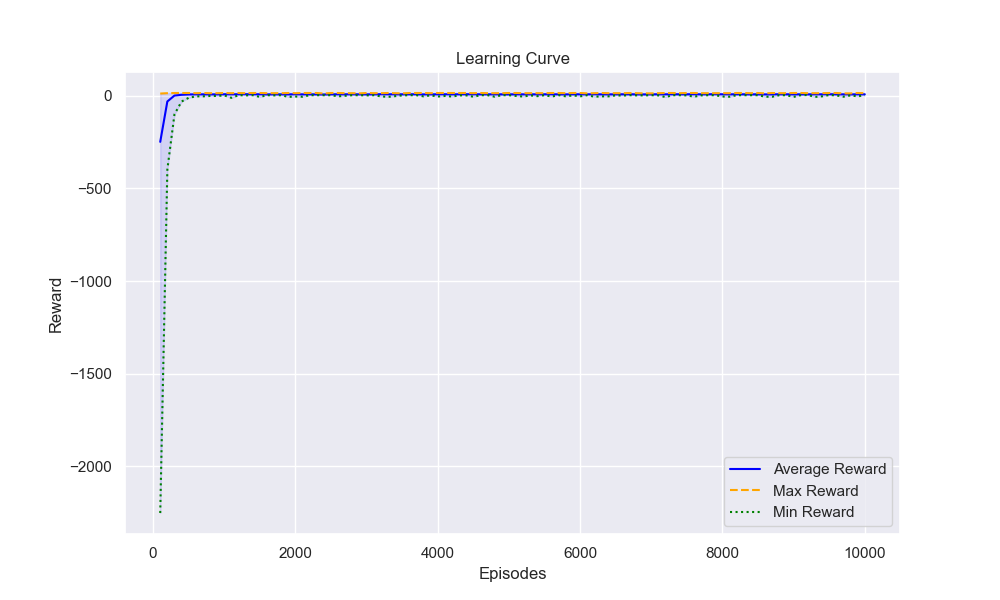 Learning Curve
0
−500
−1000
−1500
−2000
Reward
0
2000
4000
6000
8000
10000
Episodes
Average Reward
Max Reward
Min Reward